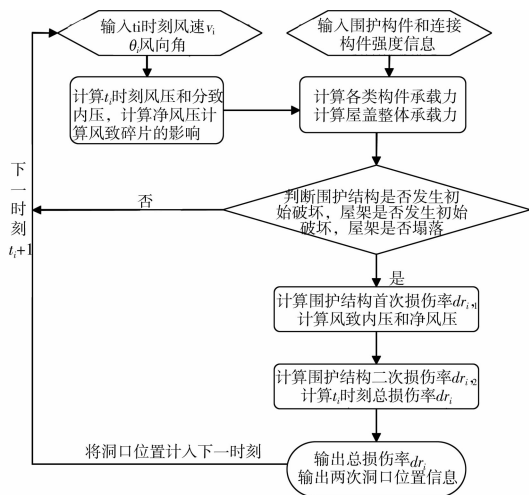 输入ti时刻风速vi
θi风向角
输入围护构件和连接
构件强度信息
计算ti时刻风压和分致
内压，计算净风压计
算风致碎片的影响
计算各类构件承载力
计算屋盖整体承载力
判断围护结构是否发生初
始破坏，屋架是否发生初始
破坏，屋架是否塌落
否
下
一
时
刻
ti+1
是
计算围护结构首次损伤率dri,1
计算风致内压和净风压
计算围护结构二次损伤率dri,2
计算ti时刻总损伤率dri
将洞口位置计入下一时刻
输出总损伤率dri
输出两次洞口位置信息